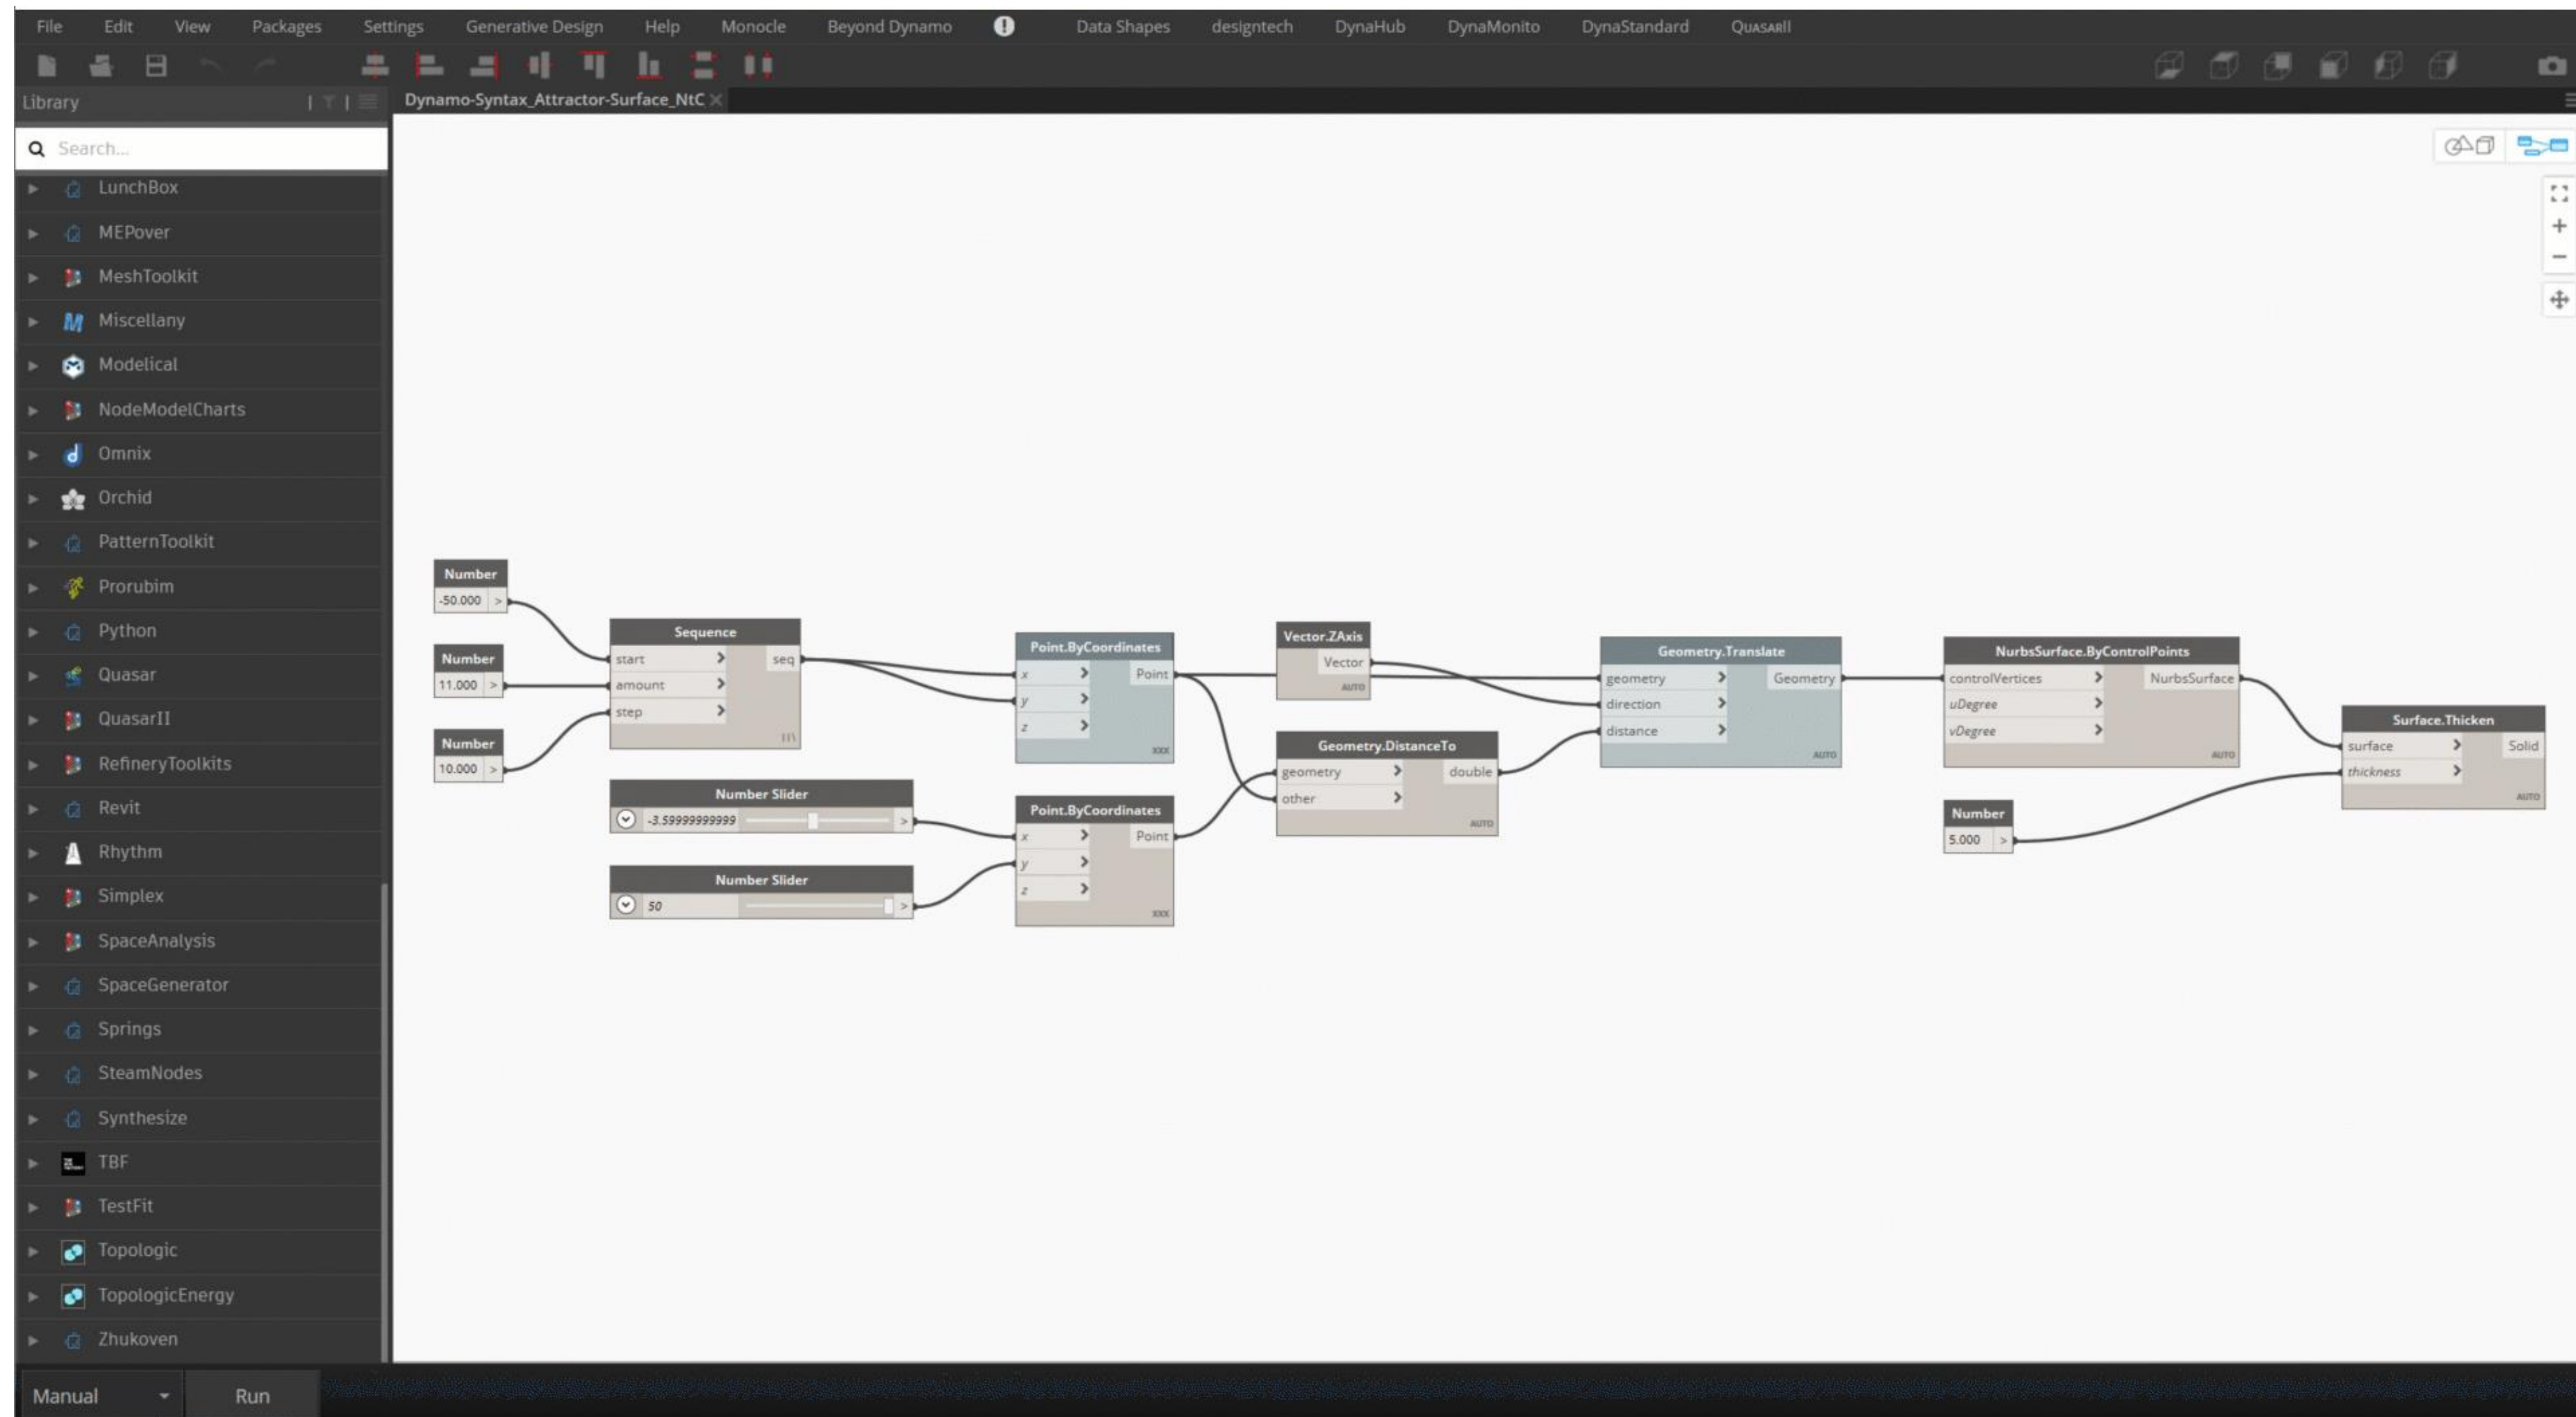 File Edit View Packages Settings Generative Design Help Monocle Beyond Dynamo Data Shapes designtech DynaHub DynaMonito DynaStandard QUASARII
Library
Dynamo-Syntax_Attractor-Surface_NtC
Search...
LunchBox
MEPover
MeshToolkit
Miscellany
Modelical
NodeModelCharts
Omnix
Orchid
PatternToolkit
Prorubim
Python
Quasar
QuasarII
RefineryToolkits
Revit
Rhythm
Simplex
SpaceAnalysis
SpaceGenerator
Springs
SteamNodes
Synthesize
TBF
TestFit
Topologic
TopologicEnergy
Zhukoven
Manual
Run
Number
-50.000 >
Number
11.000 >
Number
10.000 >
Sequence
start > seq
amount >
step >
Number Slider
-3.59999999999 >
Number Slider
50 >
Point.ByCoordinates
x > Point
y >
z >
XXX
Point.ByCoordinates
x > Point
y >
z >
XXX
Vector.ZAxis
Vector
AUTO
Geometry.DistanceTo
geometry > double
other >
AUTO
Geometry.Translate
geometry > Geometry
direction >
distance >
AUTO
NurbsSurface.ByControlPoints
controlVertices > NurbsSurface
uDegree >
vDegree >
AUTO
Number
5.000 >
Surface.Thicken
surface > Solid
thickness >
AUTO